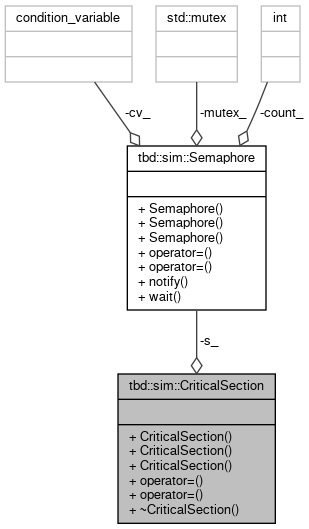 condition_variable
std::mutex
int
-cv_
-mutex_
-count_
tbd::sim::Semaphore
+ Semaphore()
+ Semaphore()
+ Semaphore()
+ operator=()
+ operator=()
+ notify()
+ wait()
-s_
tbd::sim::CriticalSection
+ CriticalSection()
+ CriticalSection()
+ CriticalSection()
+ operator=()
+ operator=()
+ ~CriticalSection()